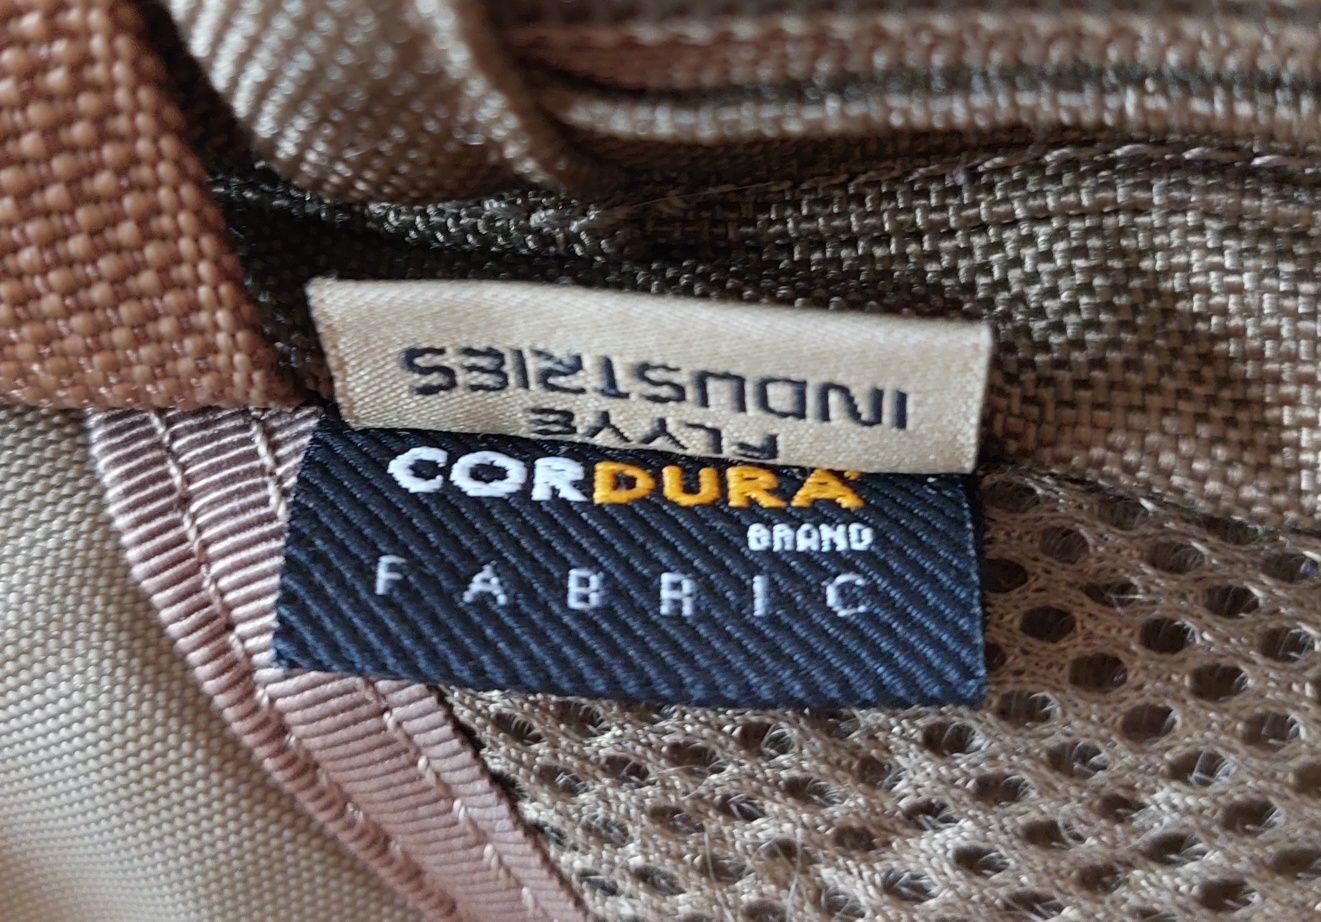 FLYYE
INDUSTRIES
CORDURA
BRAND
FABRIC